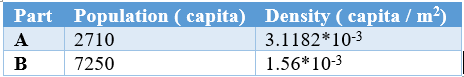 Part Population ( capita) Density ( capita / m²)
A 2710 3.1182*10⁻³
B 7250 1.56*10⁻³